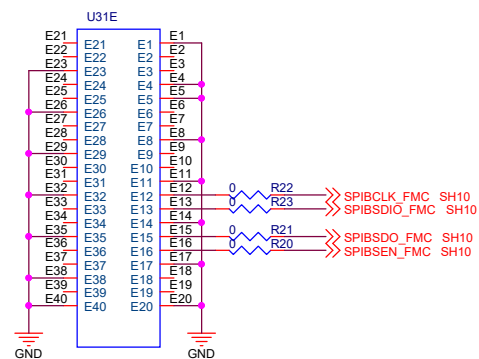 U31E
E21 E21 E1 E1
E22 E22 E2 E2
E23 E23 E3 E3
E24 E24 E4 E4
E25 E25 E5 E5
E26 E26 E6 E6
E27 E27 E7 E7
E28 E28 E8 E8
E29 E29 E9 E9
E30 E30 E10 E10
E31 E31 E11 E11
E32 E32 E12 E12 0 R22 SPIBCLK_FMC SH10
E33 E33 E13 E13 0 R23 SPIBSDIO_FMC SH10
E34 E34 E14 E14
E35 E35 E15 E15 0 R21 SPIBSDO_FMC SH10
E36 E36 E16 E16 0 R20 SPIBSEN_FMC SH10
E37 E37 E17 E17
E38 E38 E18 E18
E39 E39 E19 E19
E40 E40 E20 E20
GND GND